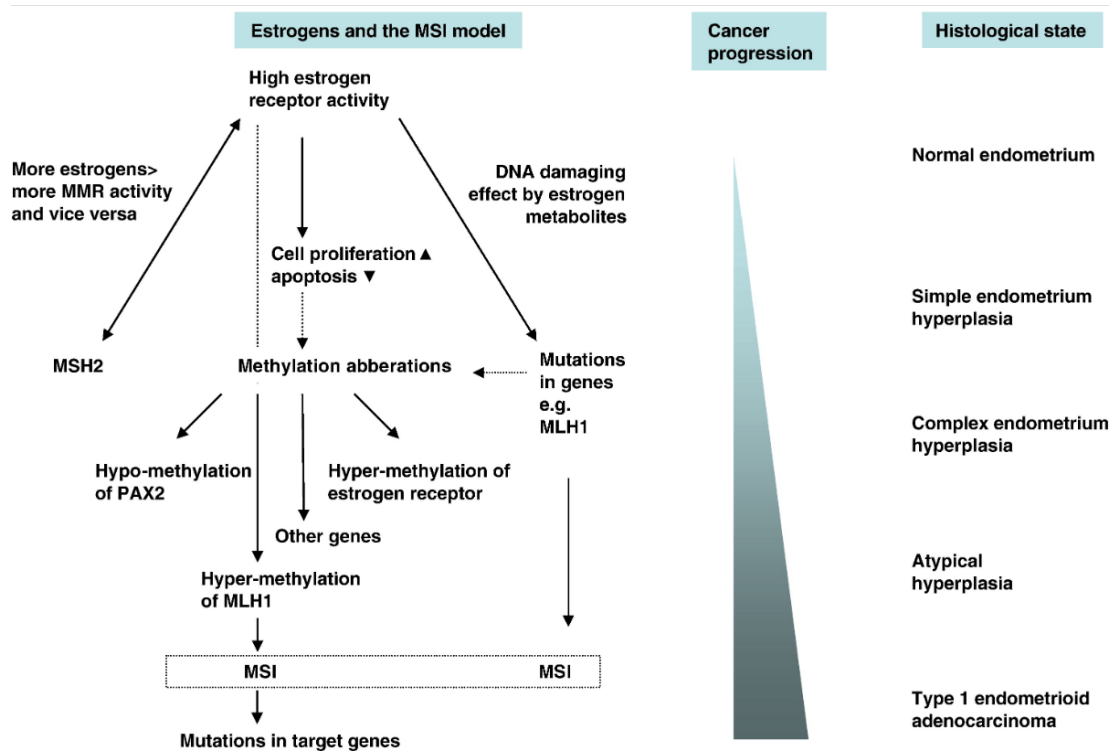 Estrogens and the MSI model
Cancer
progression
Histological state
High estrogen
receptor activity
More estrogens>
more MMR activity
and vice versa
DNA damaging
effect by estrogen
metabolites
Normal endometrium
Cell proliferation ▲
apoptosis ▼
Simple endometrium
hyperplasia
MSH2
Methylation abberations
Mutations
in genes
e.g.
MLH1
Complex endometrium
hyperplasia
Hypo-methylation
of PAX2
Hyper-methylation of
estrogen receptor
Other genes
Hyper-methylation
of MLH1
Atypical
hyperplasia
MSI
MSI
Type 1 endometrioid
adenocarcinoma
Mutations in target genes